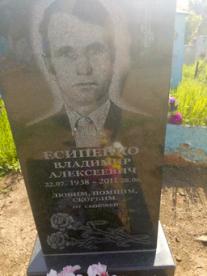 ЕСИПЕНКО
ВЛАДИМИР
АЛЕКСЕЕВИЧ
22.07.1938 – 2011.28.06
ЛЮБИМ, ПОМНИМ,
СКОРБИМ.